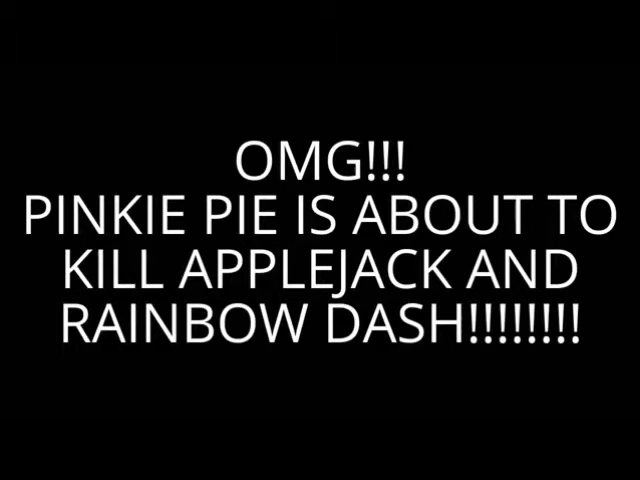 OMG!!!
PINKIE PIE IS ABOUT TO
KILL APPLEJACK AND
RAINBOW DASH!!!!!!!!